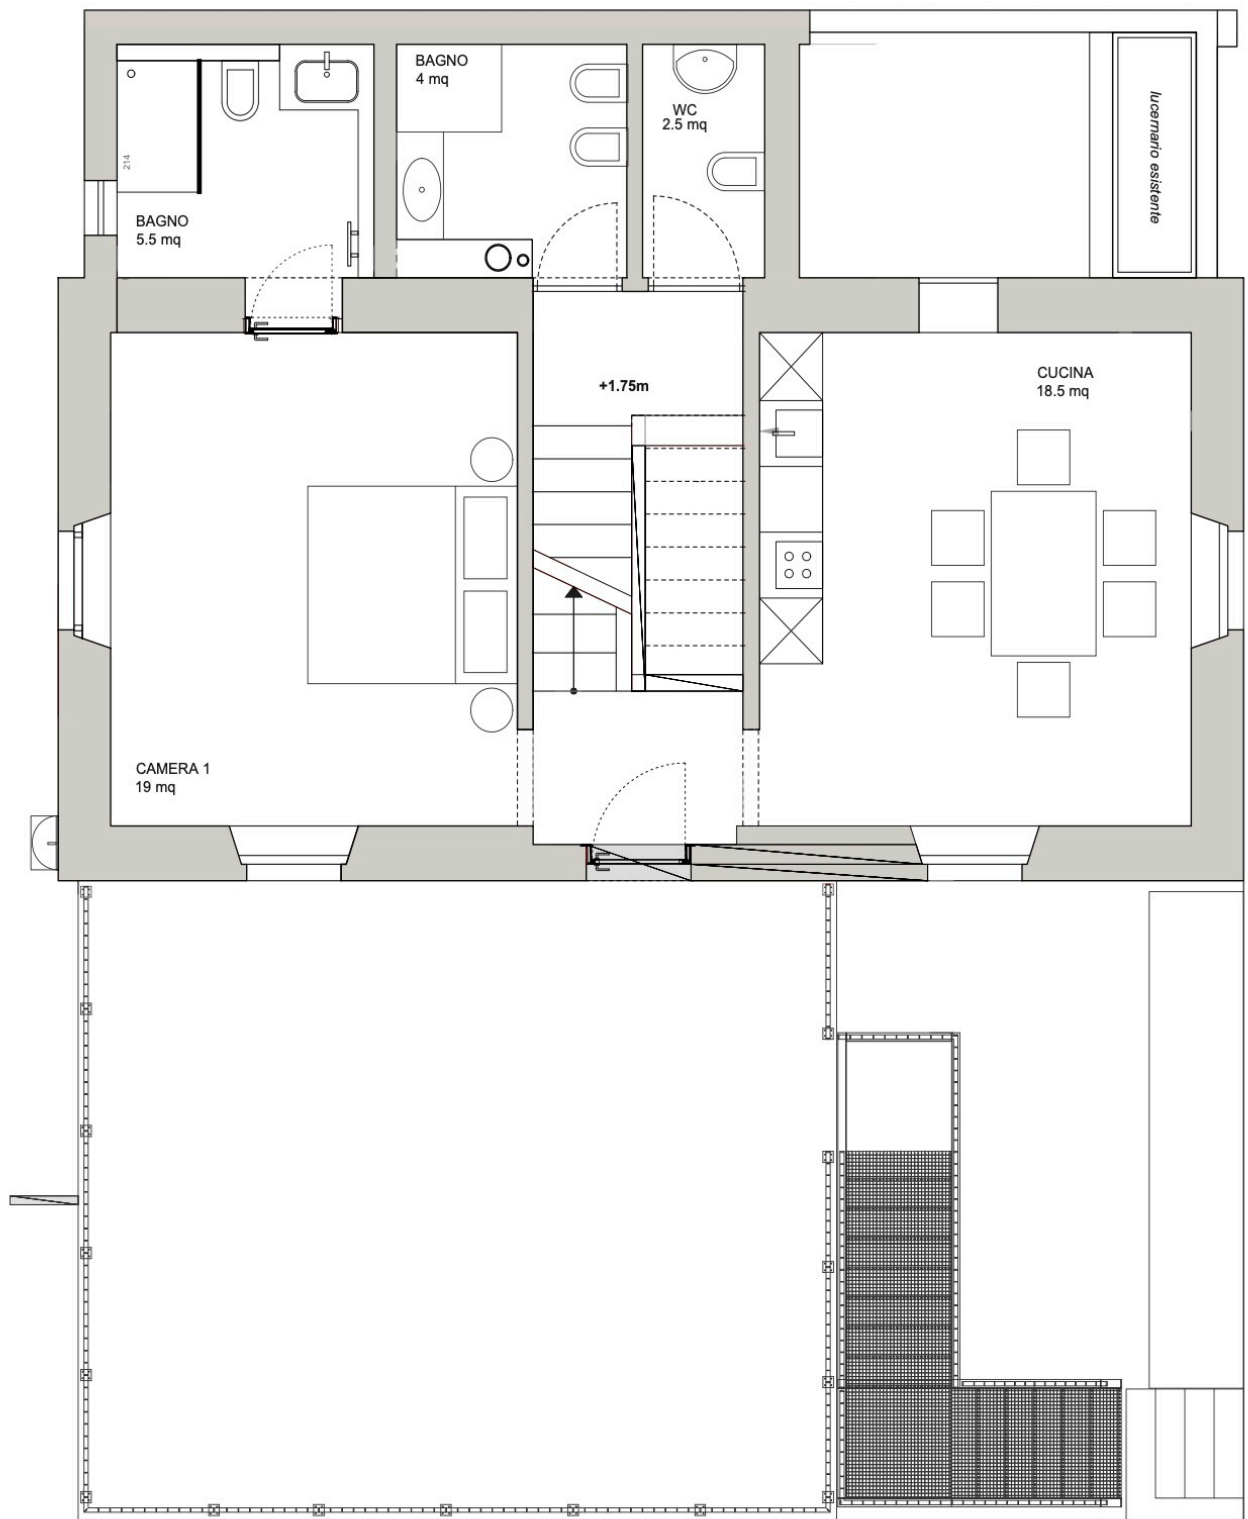 BAGNO
4 mq
WC
2.5 mq
lucernario esistente
214
BAGNO
5.5 mq
+1.75m
CUCINA
18.5 mq
CAMERA 1
19 mq